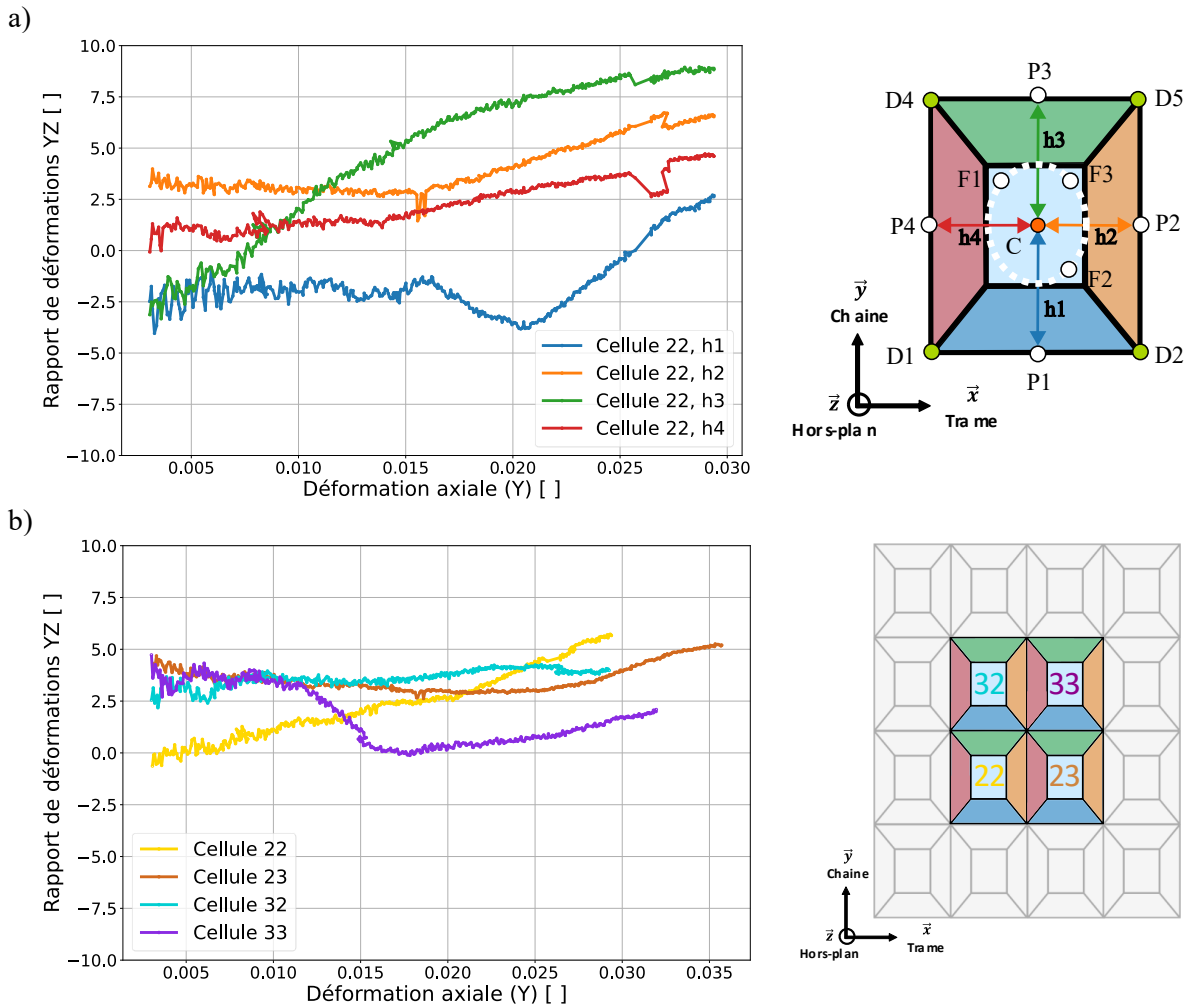 a)
10.0
7.5
5.0
2.5
0.0
−2.5
−5.0
−7.5
−10.0
Rapport de déformations YZ [ ]
0.005
0.010
0.015
0.020
0.025
0.030
Déformation axiale (Y) [ ]
Cellule 22, h1
Cellule 22, h2
Cellule 22, h3
Cellule 22, h4
P3
D4
D5
h3
F1
F3
P4
h4
C
h2
P2
F2
h1
D1
P1
D2
y
Chaine
z
Hors-plan
x
Trame
b)
10.0
7.5
5.0
2.5
0.0
−2.5
−5.0
−7.5
−10.0
Rapport de déformations YZ [ ]
0.005
0.010
0.015
0.020
0.025
0.030
0.035
Déformation axiale (Y) [ ]
Cellule 22
Cellule 23
Cellule 32
Cellule 33
32
33
22
23
y
Chaine
z
Hors-plan
x
Trame